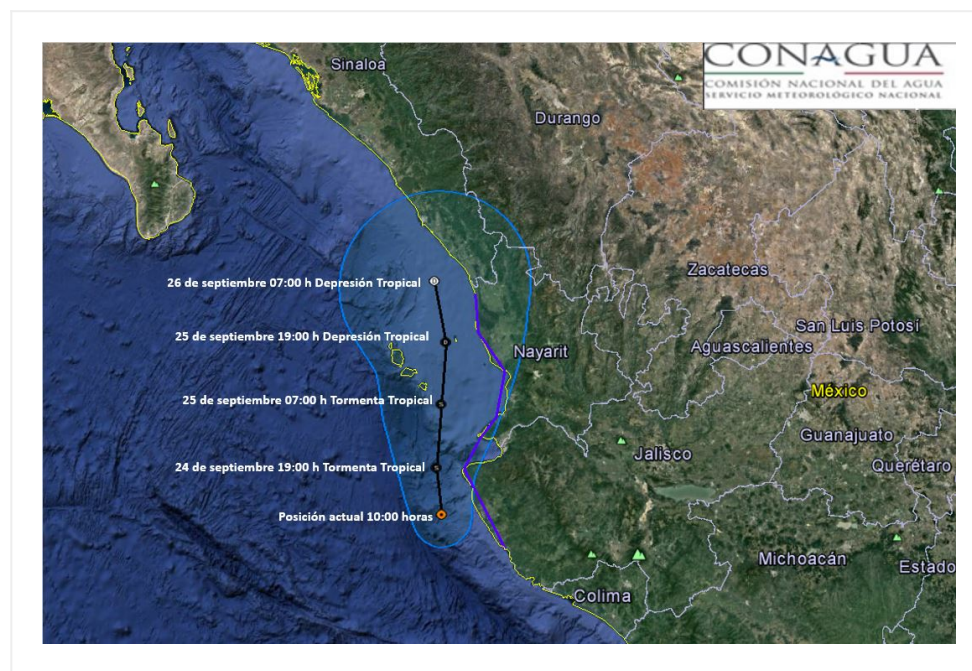 CONAGUA
COMISIÓN NACIONAL DEL AGUA
SERVICIO METEOROLÓGICO NACIONAL
Sinaloa
Durango
Zacatecas
26 de septiembre 07:00 h Depresión Tropical
San Luis Potosí
25 de septiembre 19:00 h Depresión Tropical
Aguascalientes
Nayarit
México
25 de septiembre 07:00 h Tormenta Tropical
Guanajuato
Jalisco
Querétaro
24 de septiembre 19:00 h Tormenta Tropical
Posición actual 10:00 horas
Michoacán
Estado
Colima